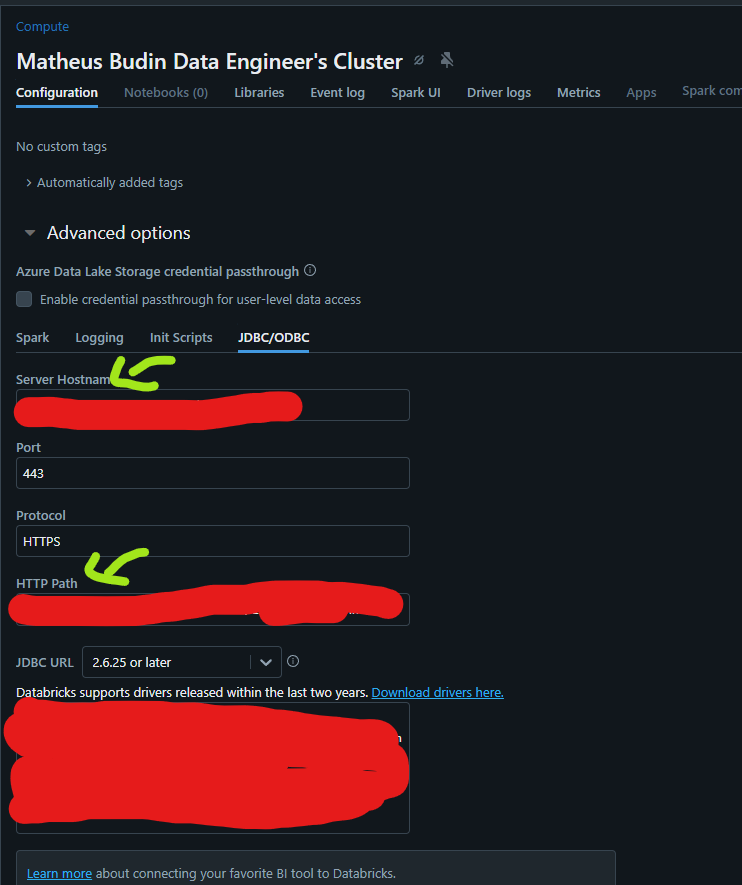 Compute
Matheus Budin Data Engineer's Cluster
Configuration Notebooks (0) Libraries Event log Spark UI Driver logs Metrics Apps Spark com
No custom tags
Automatically added tags
Advanced options
Azure Data Lake Storage credential passthrough
Enable credential passthrough for user-level data access
Spark Logging Init Scripts JDBC/ODBC
Server Hostnam
Port
443
Protocol
HTTPS
HTTP Path
JDBC URL 2.6.25 or later
Databricks supports drivers released within the last two years. Download drivers here.
Learn more about connecting your favorite BI tool to Databricks.